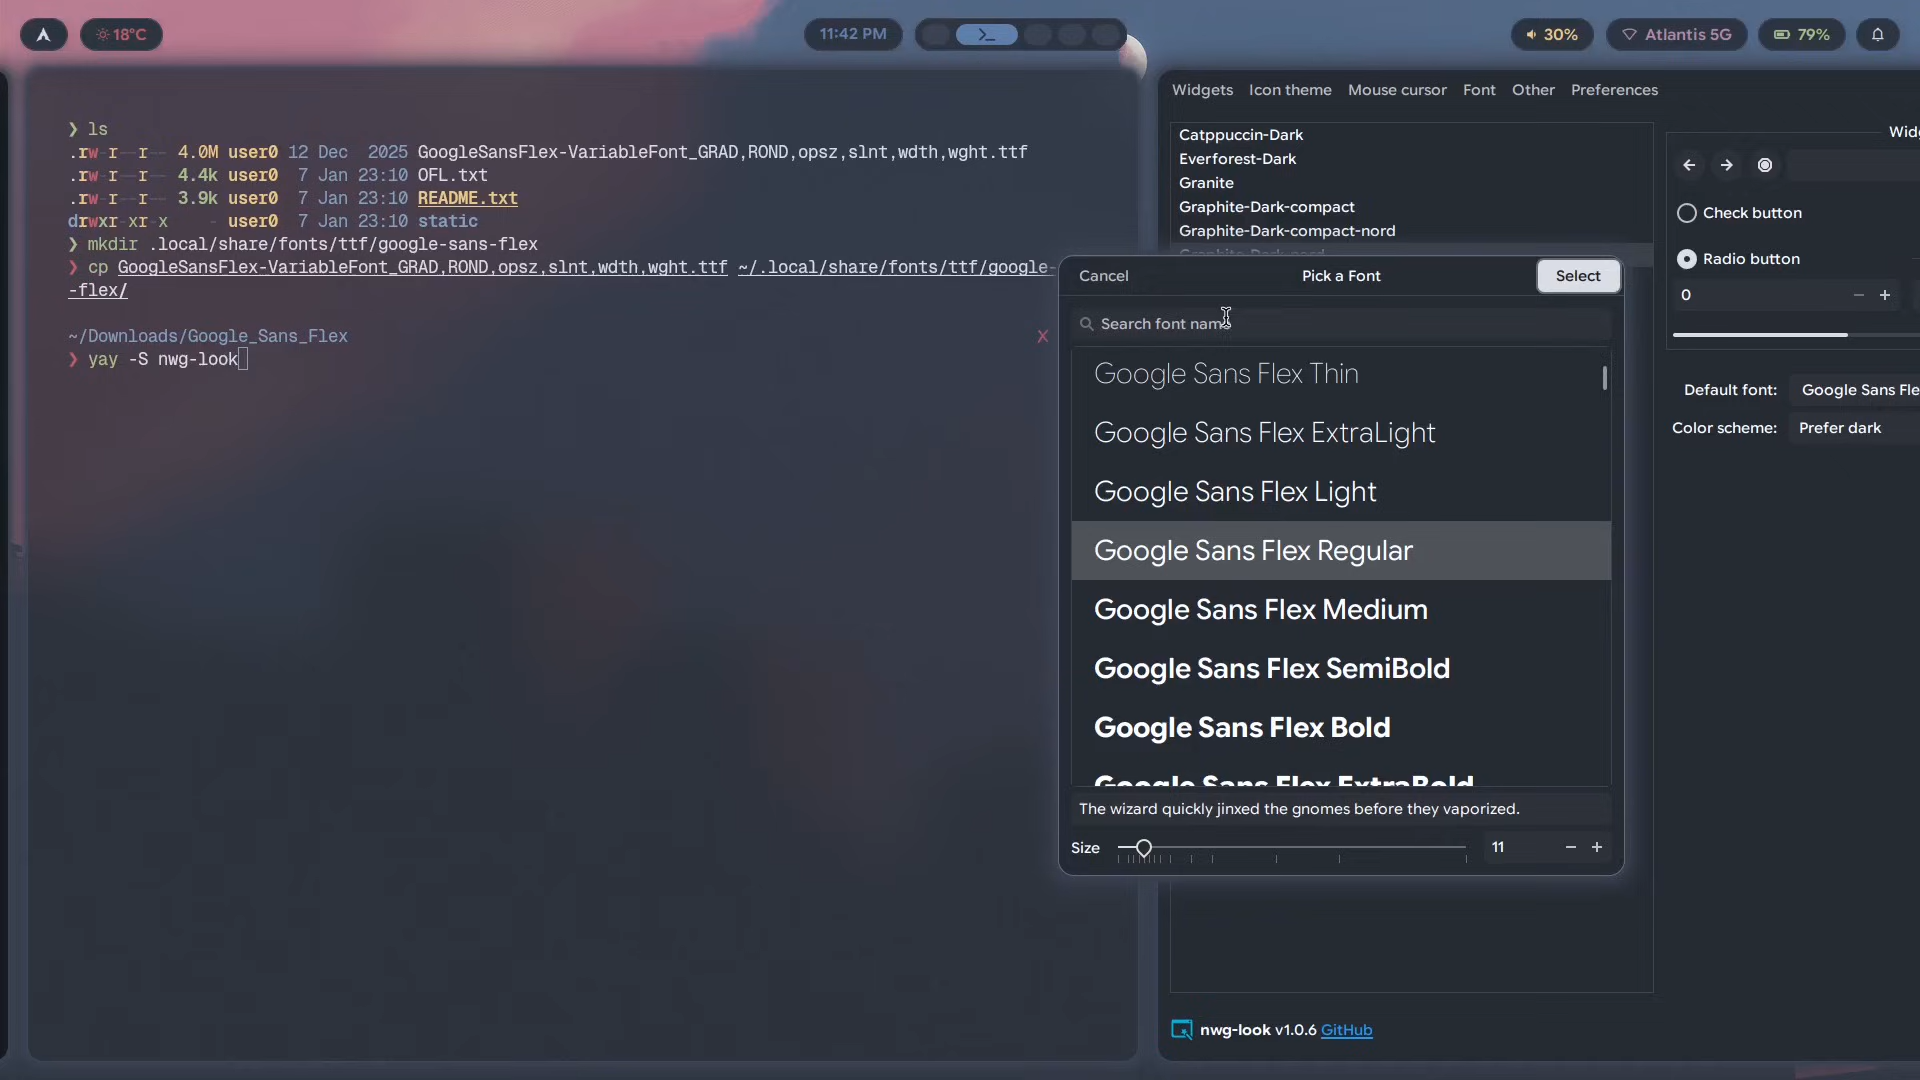 18°C
11:42 PM
30%
Atlantis 5G
79%
❯ ls
.rw-r--r-- 4.0M user0 12 Dec  2025 GoogleSansFlex-VariableFont_GRAD,ROND,opsz,slnt,wdth,wght.ttf
.rw-r--r-- 4.4k user0  7 Jan 23:10 OFL.txt
.rw-r--r-- 3.9k user0  7 Jan 23:10 README.txt
drwxr-xr-x    - user0  7 Jan 23:10 static
❯ mkdir .local/share/fonts/ttf/google-sans-flex
❯ cp GoogleSansFlex-VariableFont_GRAD,ROND,opsz,slnt,wdth,wght.ttf ~/.local/share/fonts/ttf/google-
-flex/
~/Downloads/Google_Sans_Flex X
❯ yay -S nwg-look
Widgets Icon theme Mouse cursor Font Other Preferences
Catppuccin-Dark
Everforest-Dark
Granite
Graphite-Dark-compact
Graphite-Dark-compact-nord
Cancel Pick a Font Select
Search font name
Google Sans Flex Thin
Google Sans Flex ExtraLight
Google Sans Flex Light
Google Sans Flex Regular
Google Sans Flex Medium
Google Sans Flex SemiBold
Google Sans Flex Bold
Google Sans Flex ExtraBold
The wizard quickly jinxed the gnomes before they vaporized.
Size 11
Widg
Check button
Radio button
0
Default font: Google Sans Fle
Color scheme: Prefer dark
nwg-look v1.0.6 GitHub